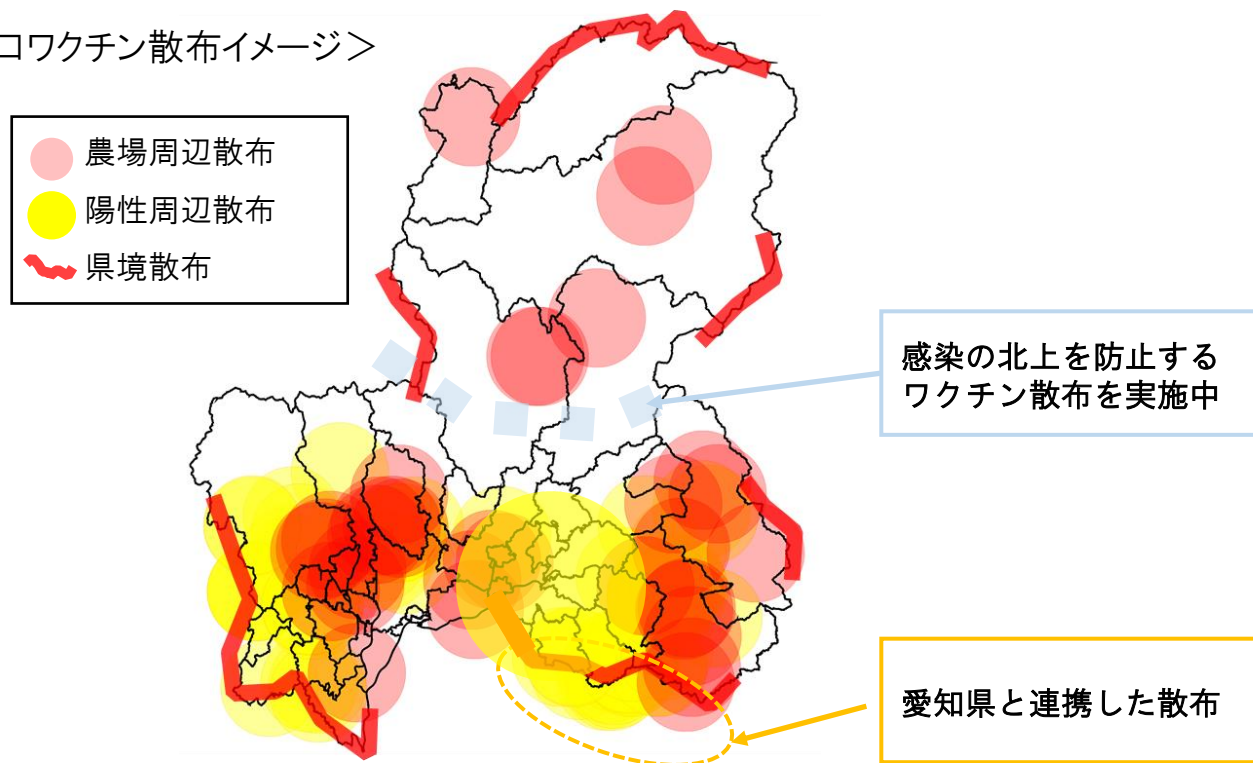 口ワクチン散布イメージ＞
農場周辺散布
陽性周辺散布
県境散布
感染の北上を防止する
ワクチン散布を実施中
愛知県と連携した散布